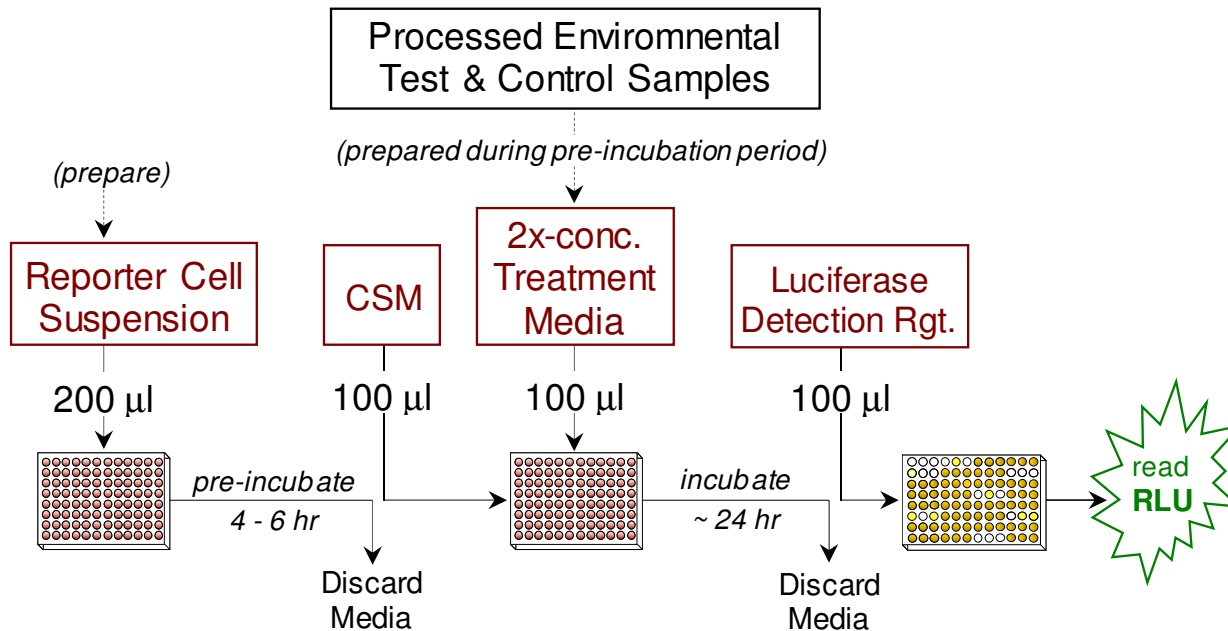 Processed Enviromnental
Test & Control Samples
(prepared during pre-incubation period)
(prepare)
Reporter Cell
Suspension
CSM
2x-conc.
Treatment
Media
Luciferase
Detection Rgt.
200 µl
100 µl
100 µl
100 µl
pre-incubate
4 - 6 hr
incubate
~ 24 hr
read
RLU
Discard
Media
Discard
Media